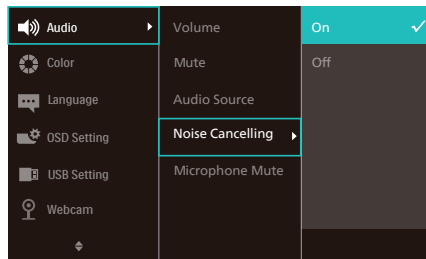 Audio
Color
Language
OSD Setting
USB Setting
Webcam
Volume
Mute
Audio Source
Noise Cancelling
Microphone Mute
On
Off